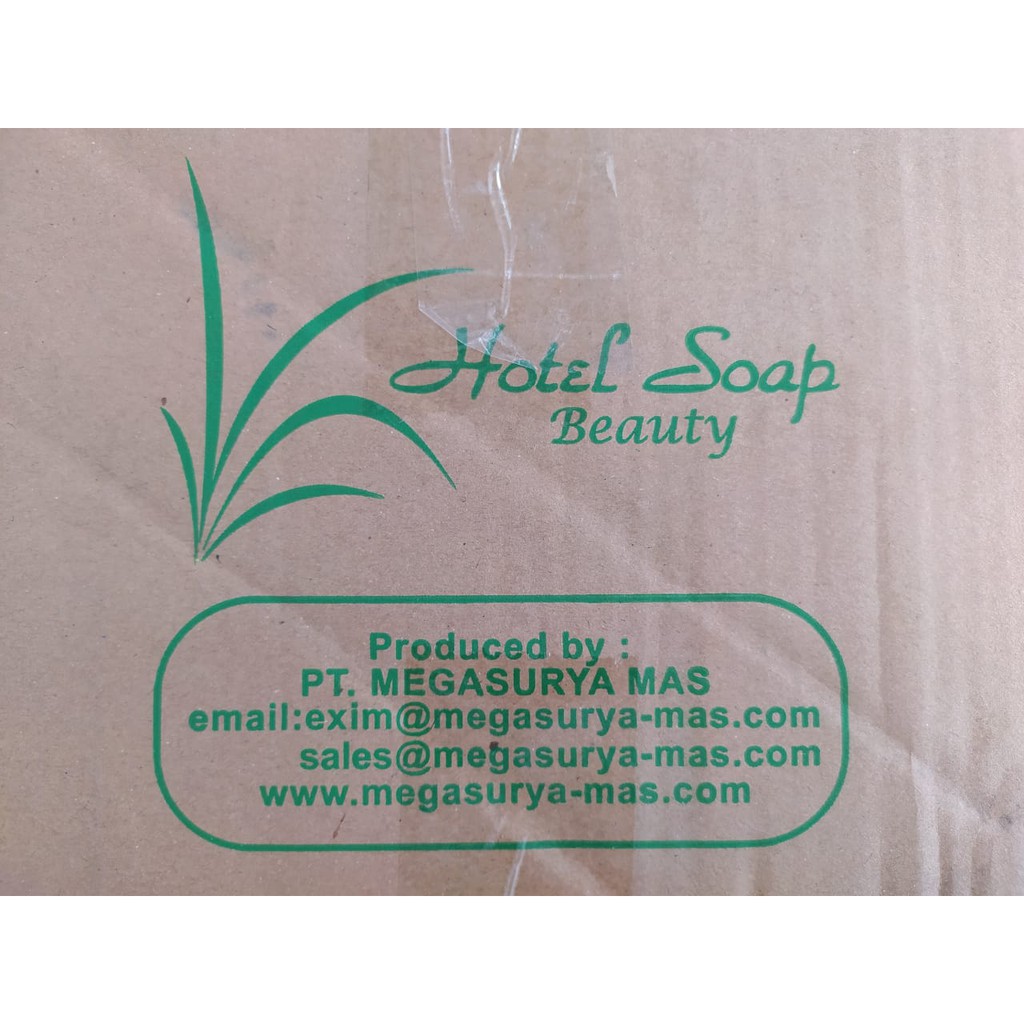 Hotel Soap
Beauty
Produced by :
PT. MEGASURYA MAS
email:exim@megasurya-mas.com
sales@megasurya-mas.com
www.megasurya-mas.com